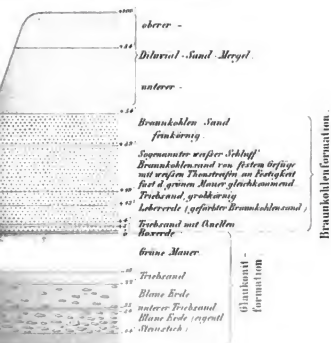 oberer -
Diluvial - Sand - Mergel.
unterer -
Braunkohlen Sand
feinkörnig.
Sogenannter weißer Schluff
Braunkohlensand von festem Gefüge
mit weißen Thonstreifen an Festigkeit
fast d. grünen Mauer gleichkommend
Triebsand, grobkörnig
Lebererde (gefärbter Braunkohlensand)
Triebsand mit Quellen
Boxerde
Grüne Mauer
Triebsand
Blaue Erde
unterer Triebsand
Blaue Erde (eigentl
Steinstich)
Braunkohlenformation
Glaukonit-
formation